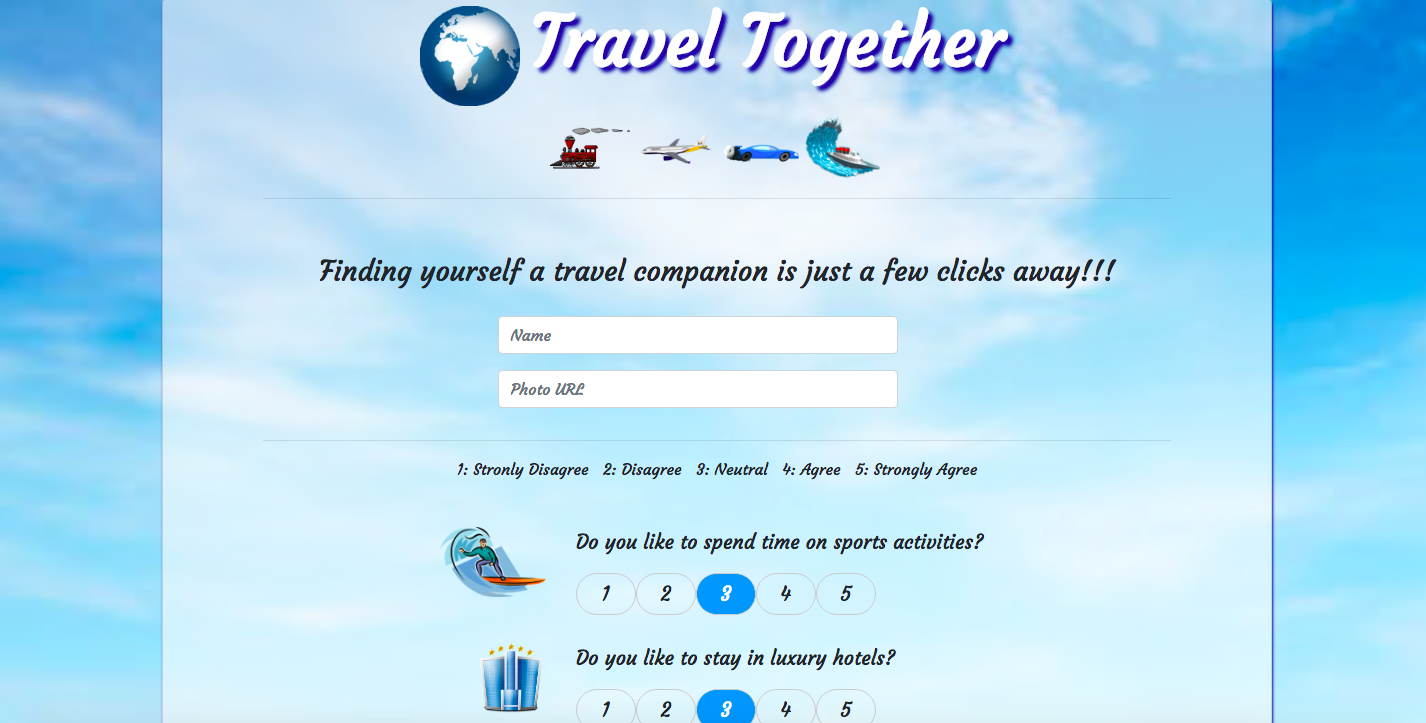 Travel Together
Finding yourself a travel companion is just a few clicks away!!!
Name
Photo URL
1: Stronly Disagree 2: Disagree 3: Neutral 4: Agree 5: Strongly Agree
Do you like to spend time on sports activities?
1 2 3 4 5
Do you like to stay in luxury hotels?
1 2 3 4 5